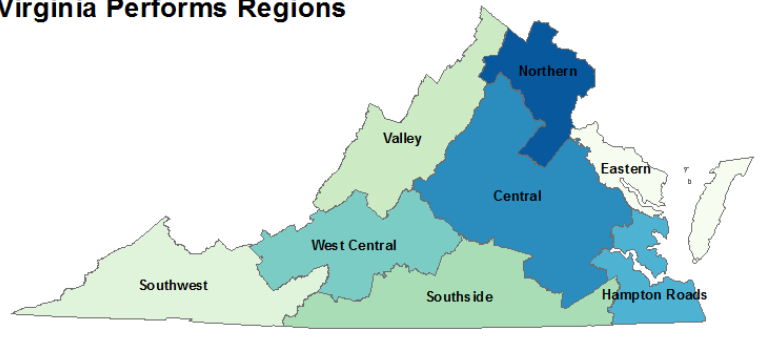 Virginia Performs Regions
Northern
Valley
Eastern
Central
West Central
Southwest
Southside
Hampton Roads